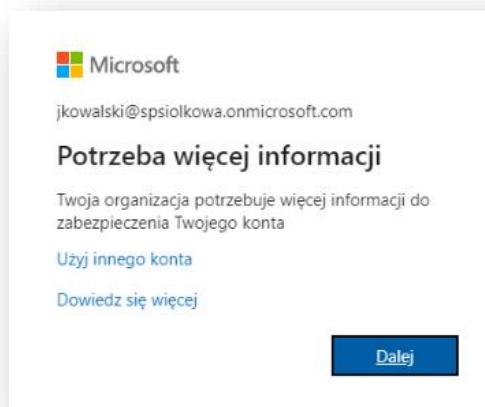 Microsoft
jkowalski@spsiolkowa.onmicrosoft.com
Potrzeba więcej informacji
Twoja organizacja potrzebuje więcej informacji do
zabezpieczenia Twojego konta
Użyj innego konta
Dowiedz się więcej
Dalej